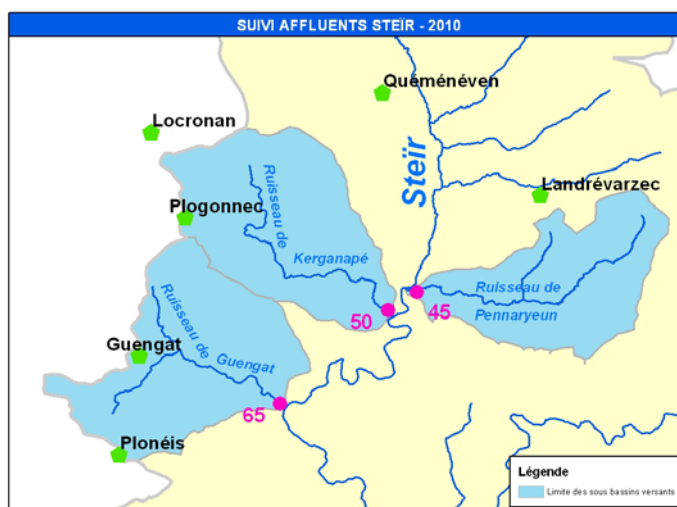 SUIVI AFFLUENTS STEÏR - 2010
Quéménéven
Locronan
Steïr
Landrévarzec
Ruisseau de
Kerganapé
Plogonnec
Ruisseau de
Pennaryeun
50
45
Ruisseau de
Guengat
Guengat
65
Plonéis
Légende
Limite des sous bassins versants